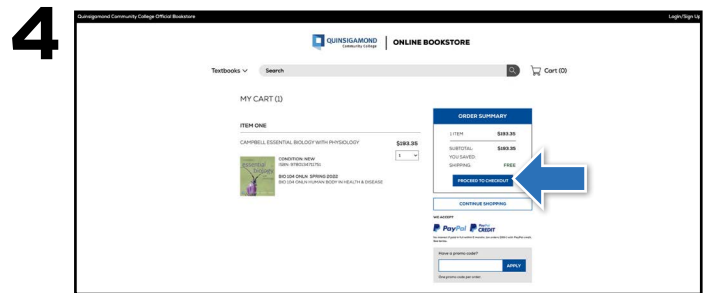 4
Quinsigamond Community College Official Bookstore
Login/Sign Up
QUINSIGAMOND
Community College
ONLINE BOOKSTORE
Textbooks
Search
Cart (0)
MY CART (1)
ITEM ONE
CAMPBELL ESSENTIAL BIOLOGY WITH PHYSIOLOGY
$193.35
1
CONDITION: NEW
BIO 104 ONLN SPRING 2022
BIO 104 ONLN HUMAN BODY IN HEALTH & DISEASE
ORDER SUMMARY
1 ITEM
$193.35
SUBTOTAL:
$193.35
YOU SAVED:
SHIPPING:
FREE
PROCEED TO CHECKOUT
CONTINUE SHOPPING
WE ACCEPT
PayPal
PayPal
CREDIT
Have a promo code?
APPLY
One promo code per order.